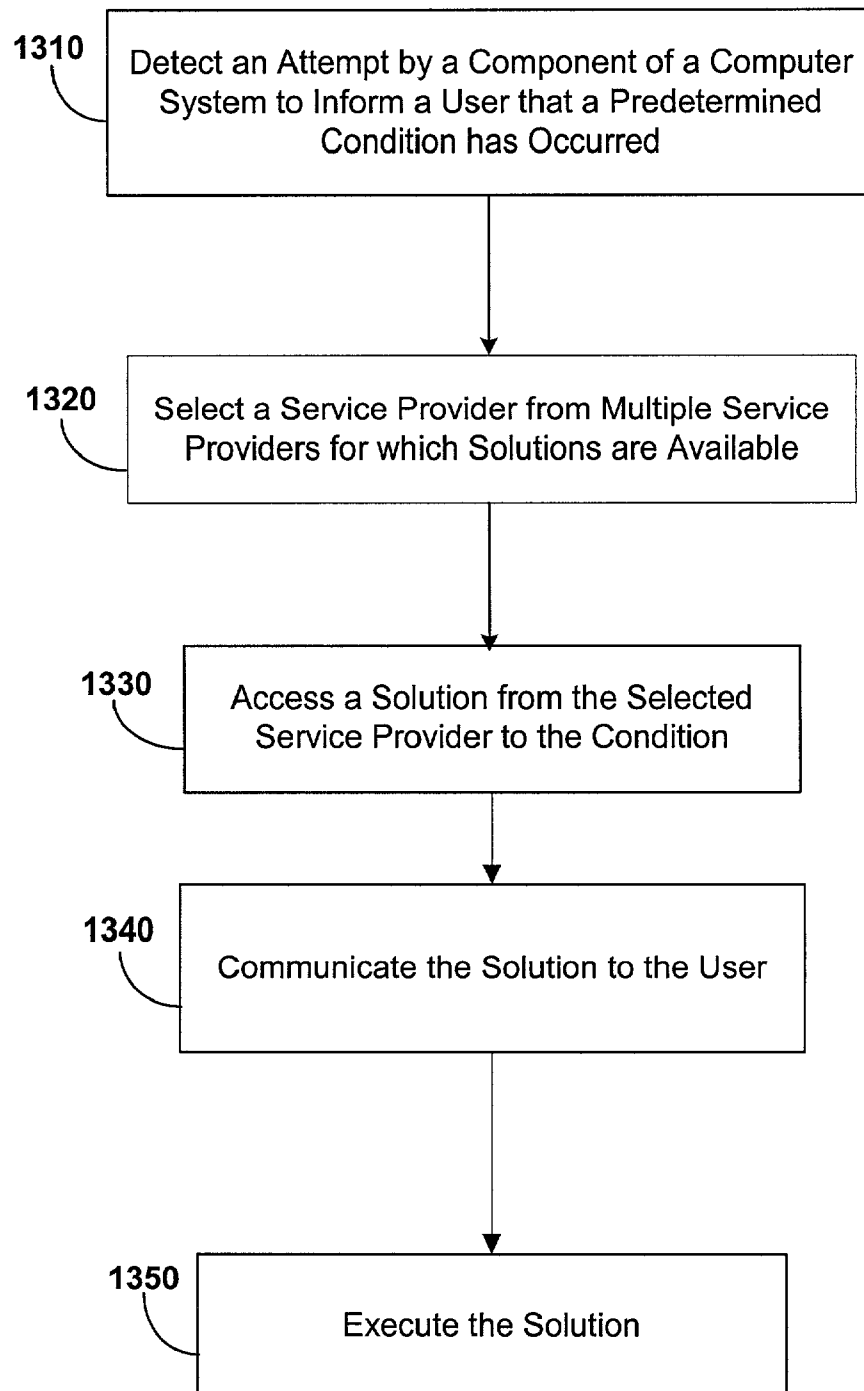 1310
Detect an Attempt by a Component of a Computer
System to Inform a User that a Predetermined
Condition has Occurred
1320
Select a Service Provider from Multiple Service
Providers for which Solutions are Available
1330
Access a Solution from the Selected
Service Provider to the Condition
1340
Communicate the Solution to the User
1350
Execute the Solution